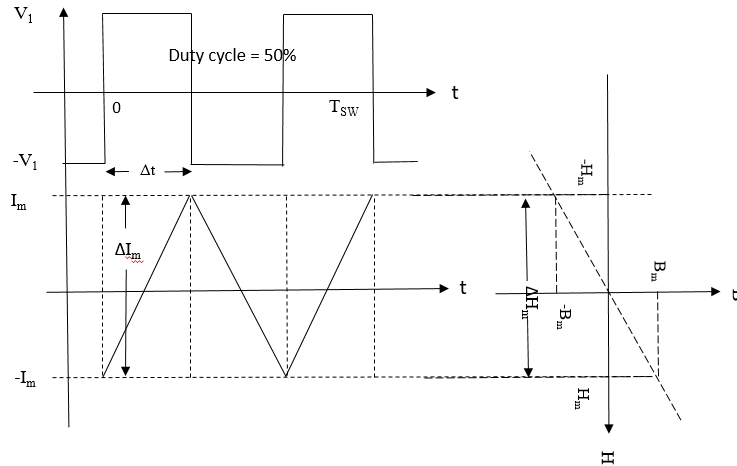 V1
Duty cycle = 50%
t
0
TSW
-V1
Δt
Im
ΔIm
t
-Im
-Hm
Bm
ΔHm
-Bm
Hm
H